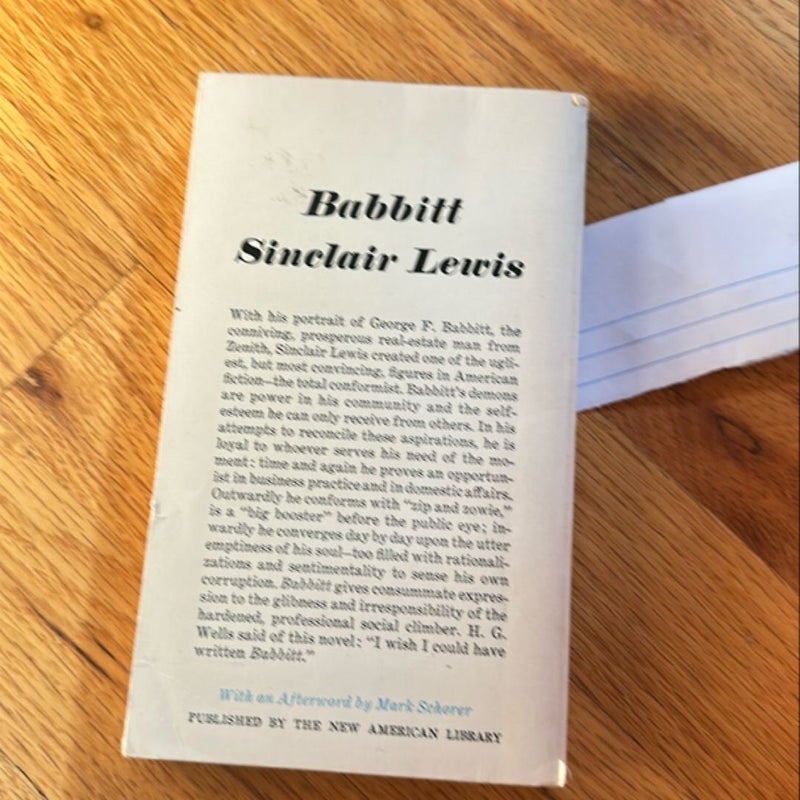 Babbitt
Sinclair Lewis
With his portrait of George F. Babbitt, the
conniving, prosperous real-estate man from
Zenith, Sinclair Lewis created one of the ugli-
est, but most convincing, figures in American
fiction—the total conformist. Babbitt's demons
are power in his community and the self-
esteem he can only receive from others. In his
attempts to reconcile these aspirations, he is
loyal to whoever serves his need of the mo-
ment: time and again he proves an opportun-
ist in business practice and in domestic affairs.
Outwardly he conforms with "zip and zowie,"
is a "big booster" before the public eye; in-
wardly he converges day by day upon the utter
emptiness of his soul—too filled with rationali-
zations and sentimentality to sense his own
corruption. Babbitt gives consummate expres-
sion to the glibness and irresponsibility of the
hardened, professional social climber. H. G.
Wells said of this novel: "I wish I could have
written Babbitt."
With an Afterword by Mark Schorer
PUBLISHED BY THE NEW AMERICAN LIBRARY